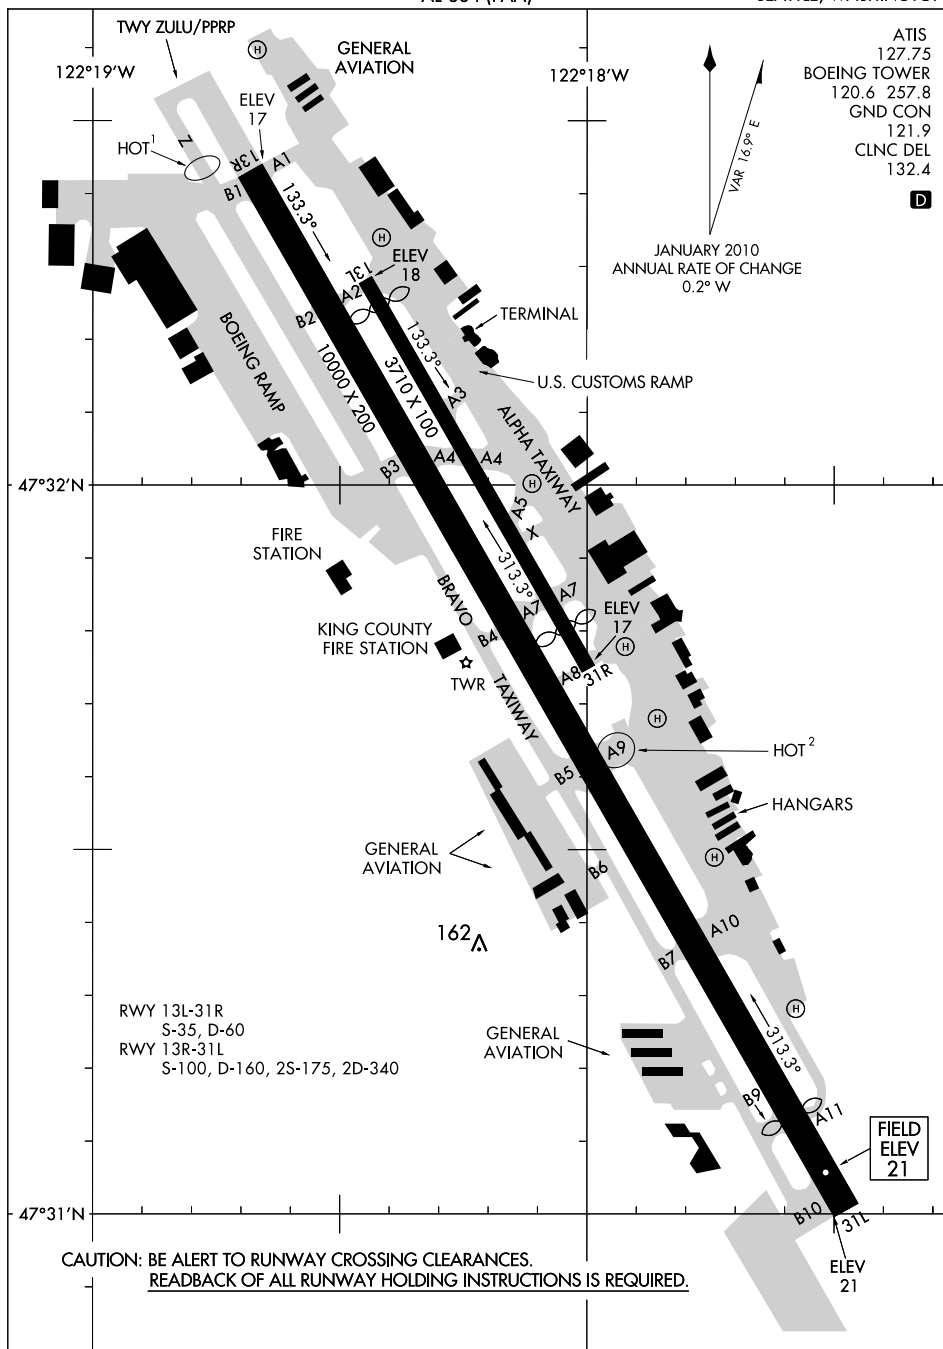 AL-384 (FAA)
SEATTLE, WASHINGTON
TWY ZULU/PPRP
H
GENERAL
AVIATION
122°19'W
122°18'W
ATIS
127.75
BOEING TOWER
120.6 257.8
GND CON
121.9
CLNC DEL
132.4
D
VAR 16.9° E
JANUARY 2010
ANNUAL RATE OF CHANGE
0.2° W
ELEV
17
HOT 1
Z
13R
A1
B1
133.3°
H
ELEV
18
13L
A2
B2
TERMINAL
133.3°
U.S. CUSTOMS RAMP
BOEING RAMP
10000 X 200
3710 X 100
A3
ALPHA TAXIWAY
B3
A4
A4
47°32'N
H
A5
X
FIRE
STATION
313.3°
BRAVO
TAXIWAY
A7
A7
ELEV
17
KING COUNTY
FIRE STATION
B4
H
TWR
A8
31R
H
A9
HOT 2
B5
HANGARS
GENERAL
AVIATION
H
B6
162
A10
B7
RWY 13L-31R
S-35, D-60
RWY 13R-31L
S-100, D-160, 2S-175, 2D-340
H
GENERAL
AVIATION
313.3°
B9
A11
FIELD
ELEV
21
47°31'N
B10
31L
ELEV
21
CAUTION: BE ALERT TO RUNWAY CROSSING CLEARANCES.
READBACK OF ALL RUNWAY HOLDING INSTRUCTIONS IS REQUIRED.